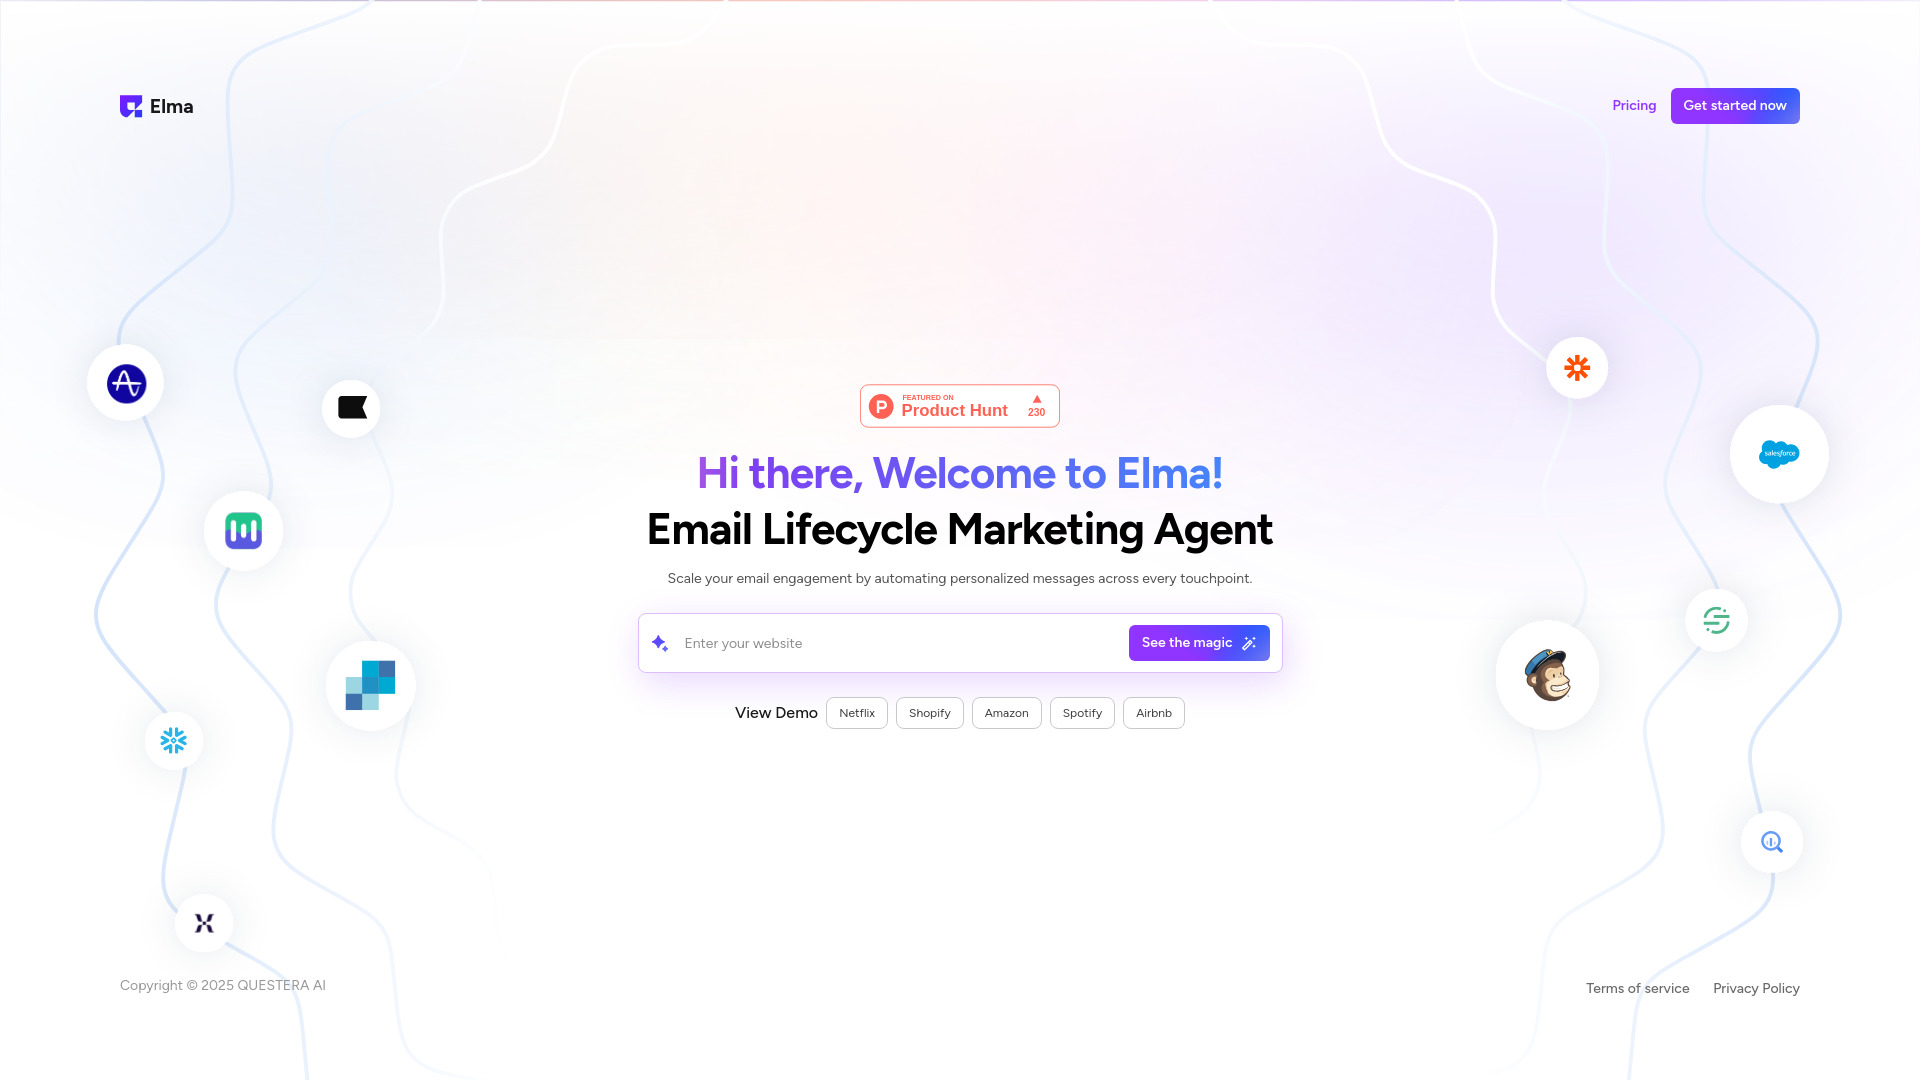 Elma
Pricing
Get started now
FEATURED ON
Product Hunt
230
Hi there, Welcome to Elma!
Email Lifecycle Marketing Agent
Scale your email engagement by automating personalized messages across every touchpoint.
Enter your website
See the magic
View Demo
Netflix
Shopify
Amazon
Spotify
Airbnb
salesforce
Copyright © 2025 QUESTERA AI
Terms of service
Privacy Policy